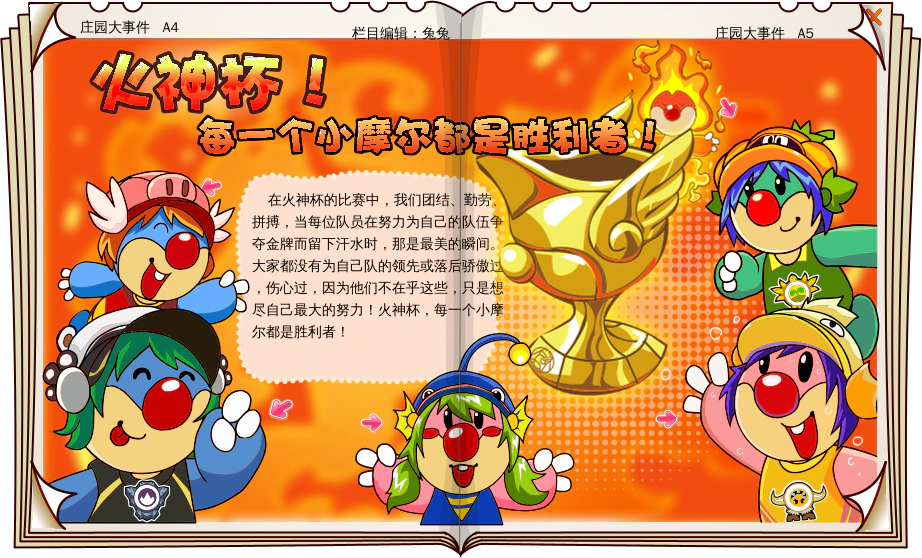 庄园大事件 A4
栏目编辑：兔兔
庄园大事件 A5
火神杯！
每一个小摩尔都是胜利者！
在火神杯的比赛中，我们团结、勤劳、
拼搏，当每位队员在努力为自己的队伍争
夺金牌而留下汗水时，那是最美的瞬间。
大家都没有为自己队的领先或落后骄傲过
，伤心过，因为他们不在乎这些，只是想
尽自己最大的努力！火神杯，每一个小摩
尔都是胜利者！